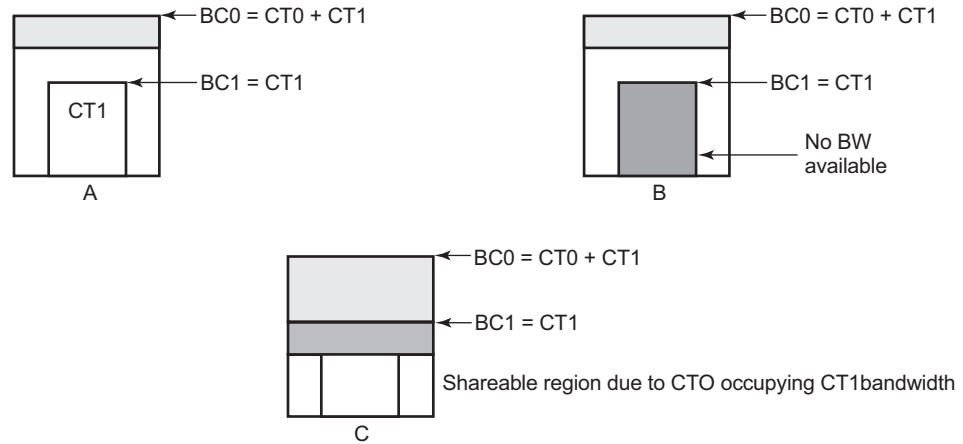 BC0 = CT0 + CT1
BC1 = CT1
CT1
A
BC0 = CT0 + CT1
BC1 = CT1
No BW
available
B
BC0 = CT0 + CT1
BC1 = CT1
Shareable region due to CTO occupying CT1bandwidth
C